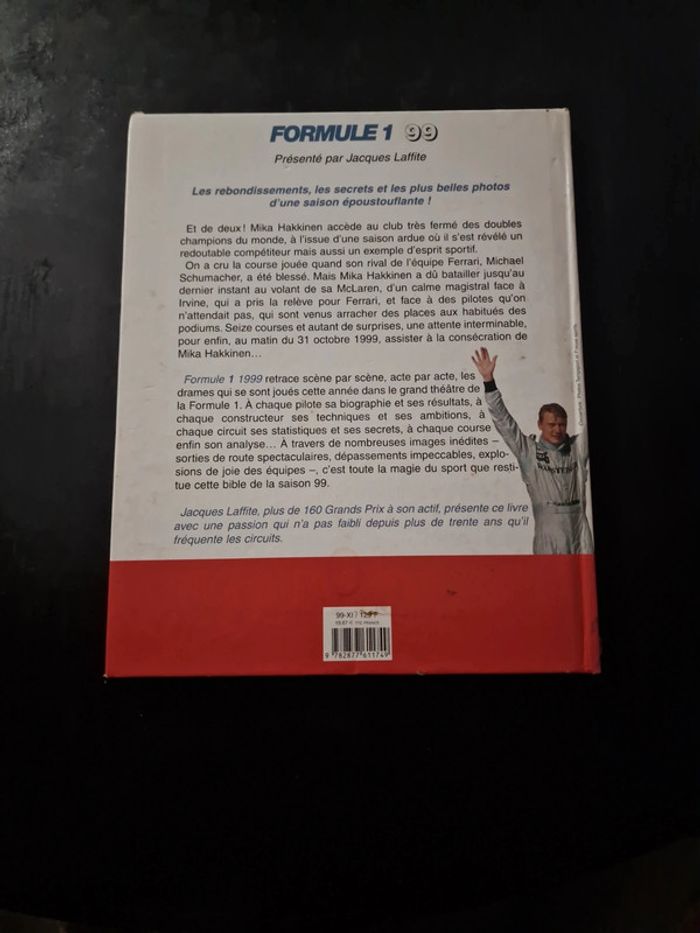 FORMULE 1 99
Présenté par Jacques Laffite
Les rebondissements, les secrets et les plus belles photos
d'une saison époustouflante !
Et de deux ! Mika Hakkinen accède au club très fermé des doubles
champions du monde, à l'issue d'une saison ardue où il s'est révélé un
redoutable compétiteur mais aussi un exemple d'esprit sportif.
On a cru la course jouée quand son rival de l'équipe Ferrari, Michael
Schumacher, a été blessé. Mais Mika Hakkinen a dû batailler jusqu'au
dernier instant au volant de sa McLaren, d'un calme magistral face à
Irvine, qui a pris la relève pour Ferrari, et face à des pilotes qu'on
n'attendait pas, qui sont venus arracher des places aux habitués des
podiums. Seize courses et autant de surprises, une attente interminable,
pour enfin, au matin du 31 octobre 1999, assister à la consécration de
Mika Hakkinen...
Formule 1 1999 retrace scène par scène, acte par acte, les
drames qui se sont joués cette année dans le grand théâtre de
la Formule 1. À chaque pilote sa biographie et ses résultats, à
chaque constructeur ses techniques et ses ambitions, à
chaque circuit ses statistiques et ses secrets, à chaque course
enfin son analyse... À travers de nombreuses images inédites –
sorties de route spectaculaires, dépassements impeccables, explo-
sions de joie des équipes –, c'est toute la magie du sport que resti-
tue cette bible de la saison 99.
Jacques Laffite, plus de 160 Grands Prix à son actif, présente ce livre
avec une passion qui n'a pas faibli depuis plus de trente ans qu'il
fréquente les circuits.
99-XI
9 782877 611749